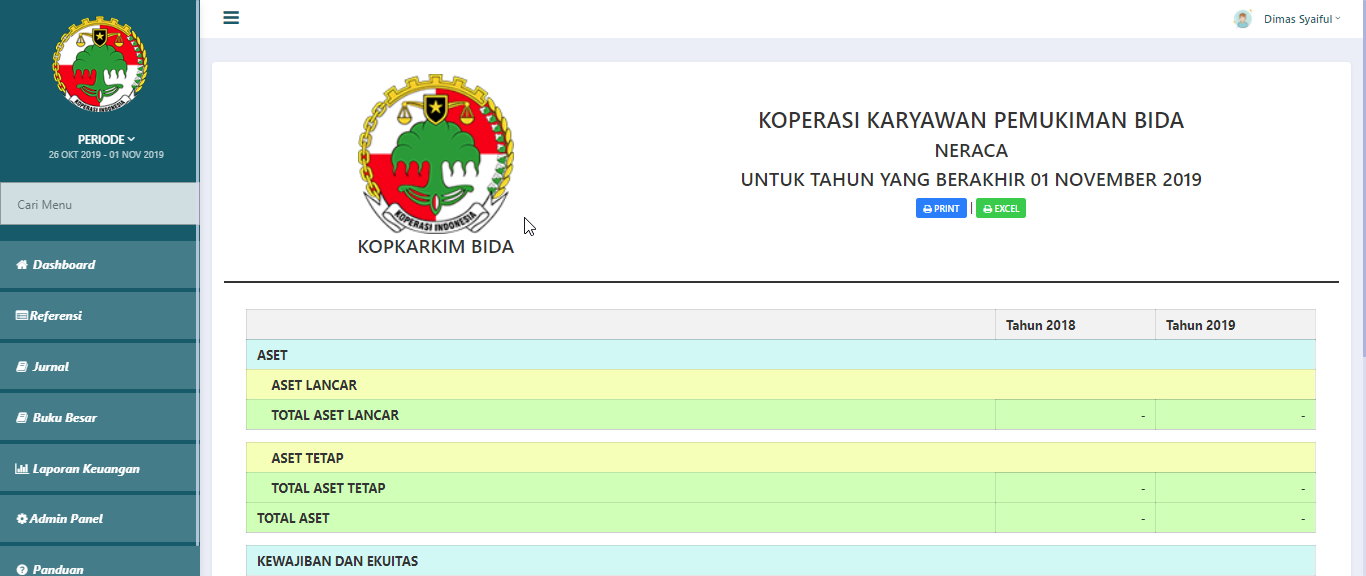 KOPERASI INDONESIA
PERIODE
26 OKT 2019 - 01 NOV 2019
Cari Menu
Dashboard
Referensi
Jurnal
Buku Besar
Laporan Keuangan
Admin Panel
Panduan
Dimas Syaiful
KOPERASI INDONESIA
KOPKARKIM BIDA
KOPERASI KARYAWAN PEMUKIMAN BIDA
NERACA
UNTUK TAHUN YANG BERAKHIR 01 NOVEMBER 2019
PRINT | EXCEL
Tahun 2018 Tahun 2019
ASET
ASET LANCAR
TOTAL ASET LANCAR - -
ASET TETAP
TOTAL ASET TETAP - -
TOTAL ASET - -
KEWAJIBAN DAN EKUITAS